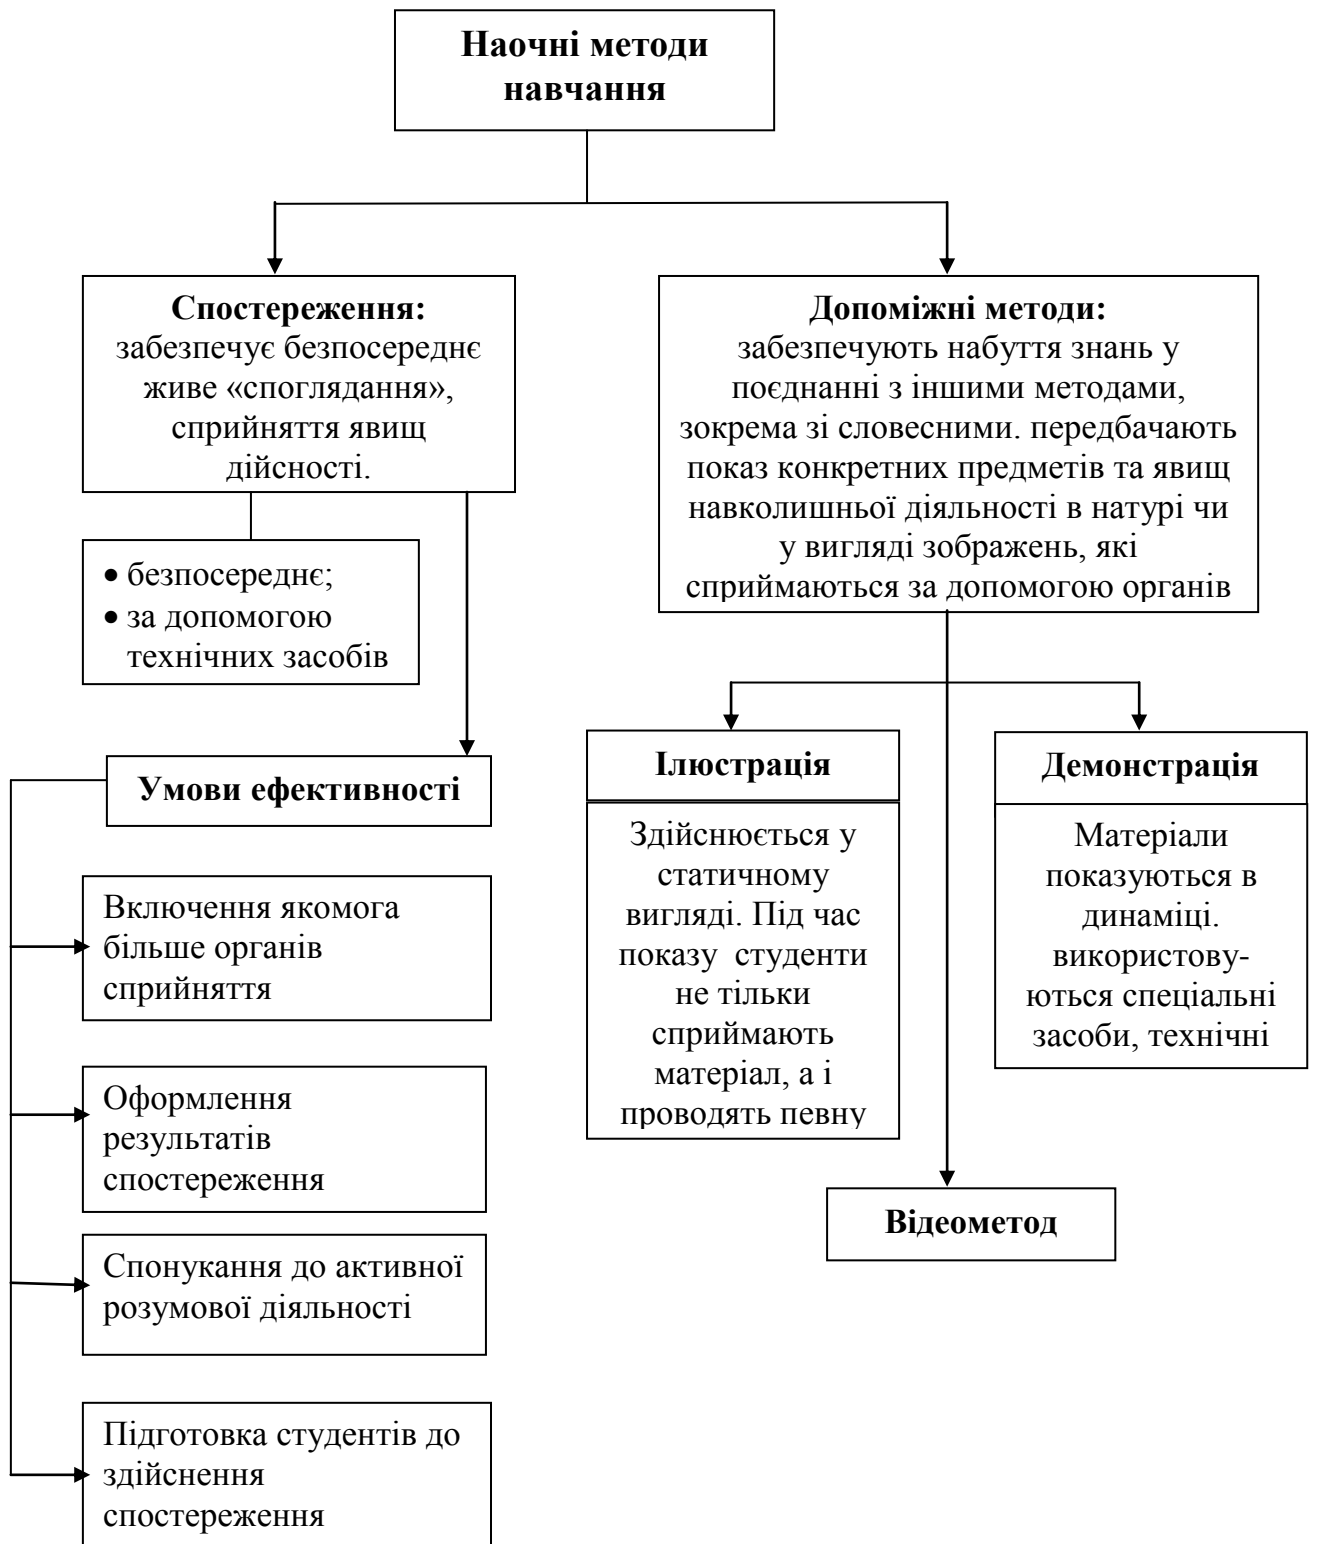 Наочні методи
навчання
Спостереження:
забезпечує безпосереднє
живе «споглядання»,
сприйняття явищ
дійсності.
• безпосереднє;
• за допомогою
технічних засобів
Умови ефективності
Включення якомога
більше органів
сприйняття
Оформлення
результатів
спостереження
Спонукання до активної
розумової діяльності
Підготовка студентів до
здійснення
спостереження
Допоміжні методи:
забезпечують набуття знань у
поєднанні з іншими методами,
зокрема зі словесними. передбачають
показ конкретних предметів та явищ
навколишньої діяльності в натурі чи
у вигляді зображень, які
сприймаються за допомогою органів
Ілюстрація
Здійснюється у
статичному
вигляді. Під час
показу студенти
не тільки
сприймають
матеріал, а і
проводять певну
Демонстрація
Матеріали
показуються в
динаміці.
використову-
ються спеціальні
засоби, технічні
Відеометод